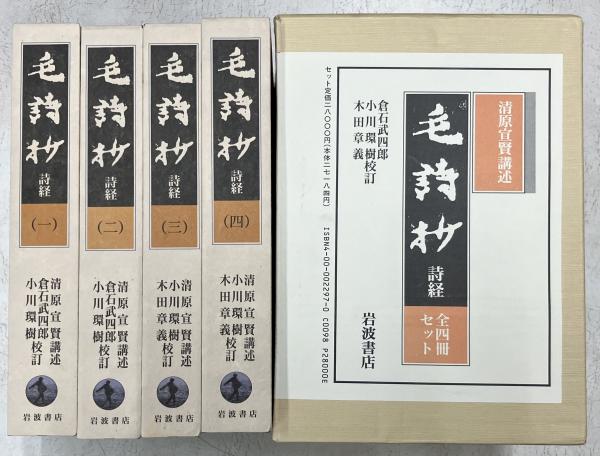 毛詩抄
詩経
(一)
清原宣賢講述
倉石武四郎
小川環樹校訂
岩波書店
毛詩抄
詩経
(二)
清原宣賢講述
倉石武四郎
小川環樹校訂
岩波書店
毛詩抄
詩経
(三)
清原宣賢講述
小川環樹校訂
木田章義
岩波書店
毛詩抄
詩経
(四)
清原宣賢講述
小川環樹校訂
木田章義
岩波書店
清原宣賢講述
毛詩抄
詩経
全四冊
セット
倉石武四郎
小川環樹校訂
木田章義
岩波書店
セット定価二八〇〇〇円(本体二七一八四円)
ISBN4-00-002297-0 C0098 P28000E